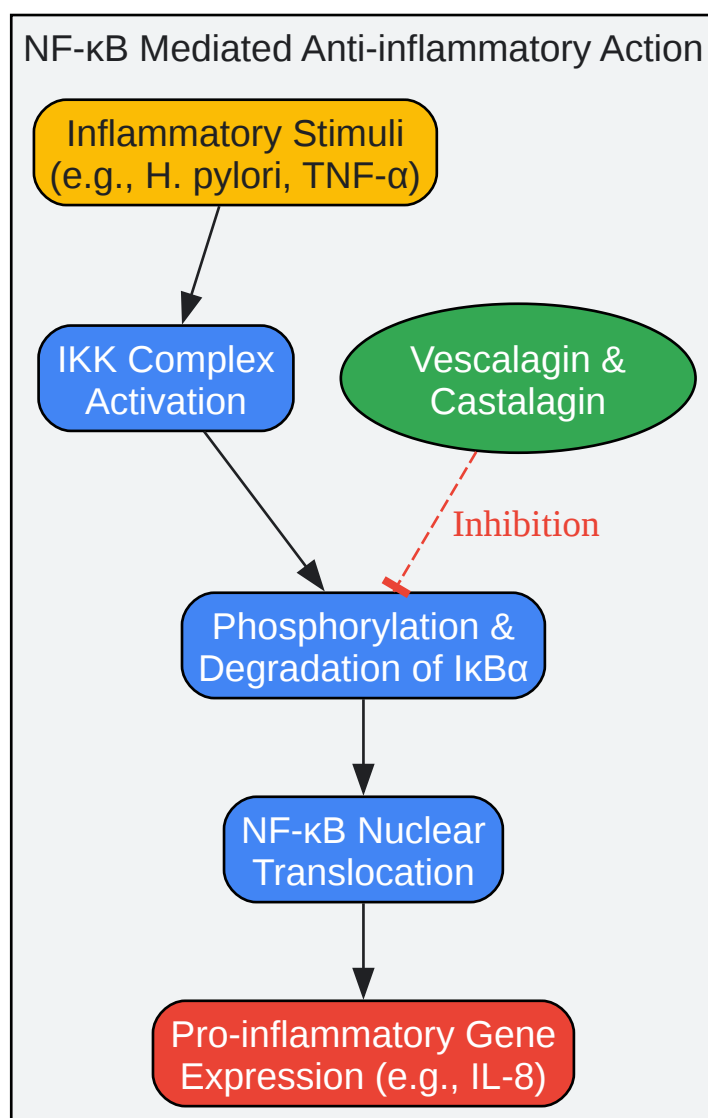 NF-κB Mediated Anti-inflammatory Action
Inflammatory Stimuli
(e.g., H. pylori, TNF-α)
IKK Complex
Activation
Vescalagin &
Castalagin
Inhibition
Phosphorylation &
Degradation of IκBα
NF-κB Nuclear
Translocation
Pro-inflammatory Gene
Expression (e.g., IL-8)